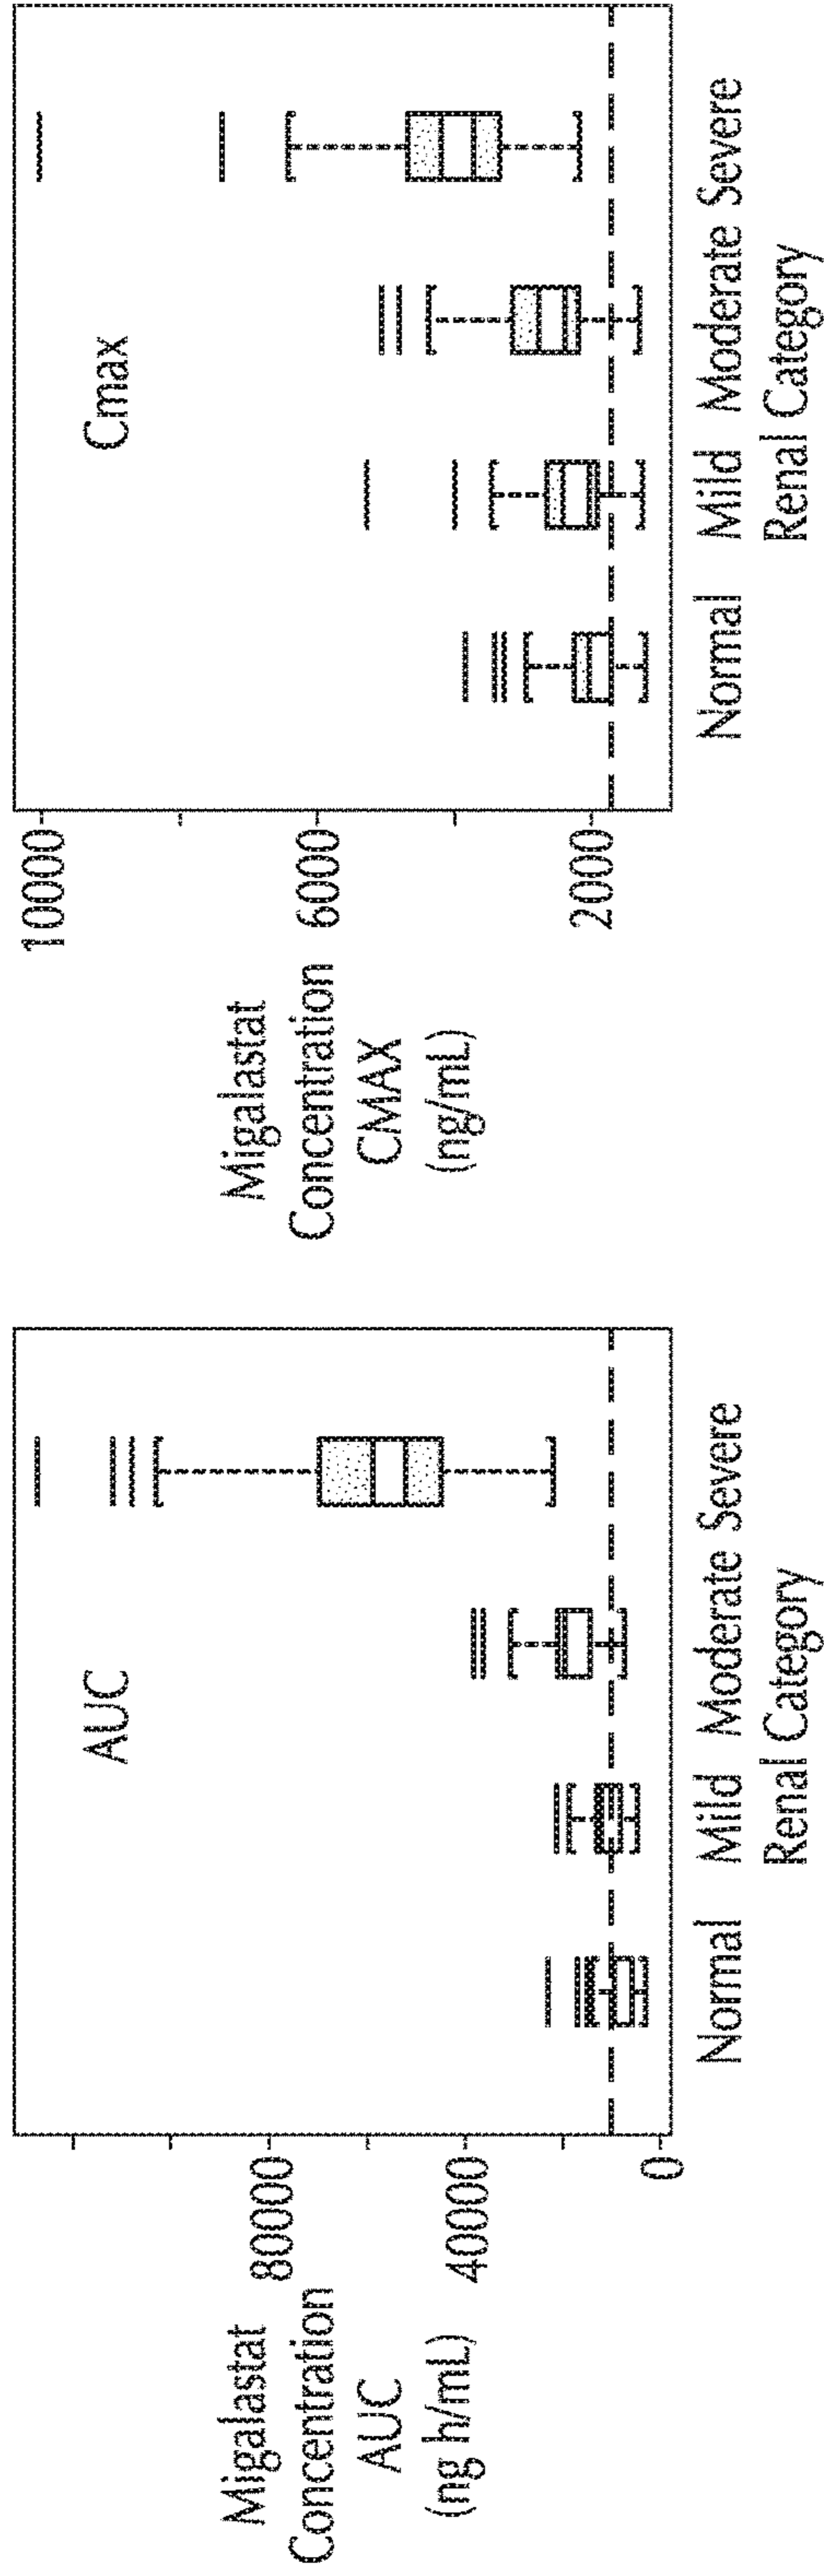 Migalastat
Concentration
AUC
(ng h/mL)
80000
40000
0
AUC
Normal Mild Moderate Severe
Renal Category
Migalastat
Concentration
CMAX
(ng/mL)
10000
6000
2000
Cmax
Normal Mild Moderate Severe
Renal Category